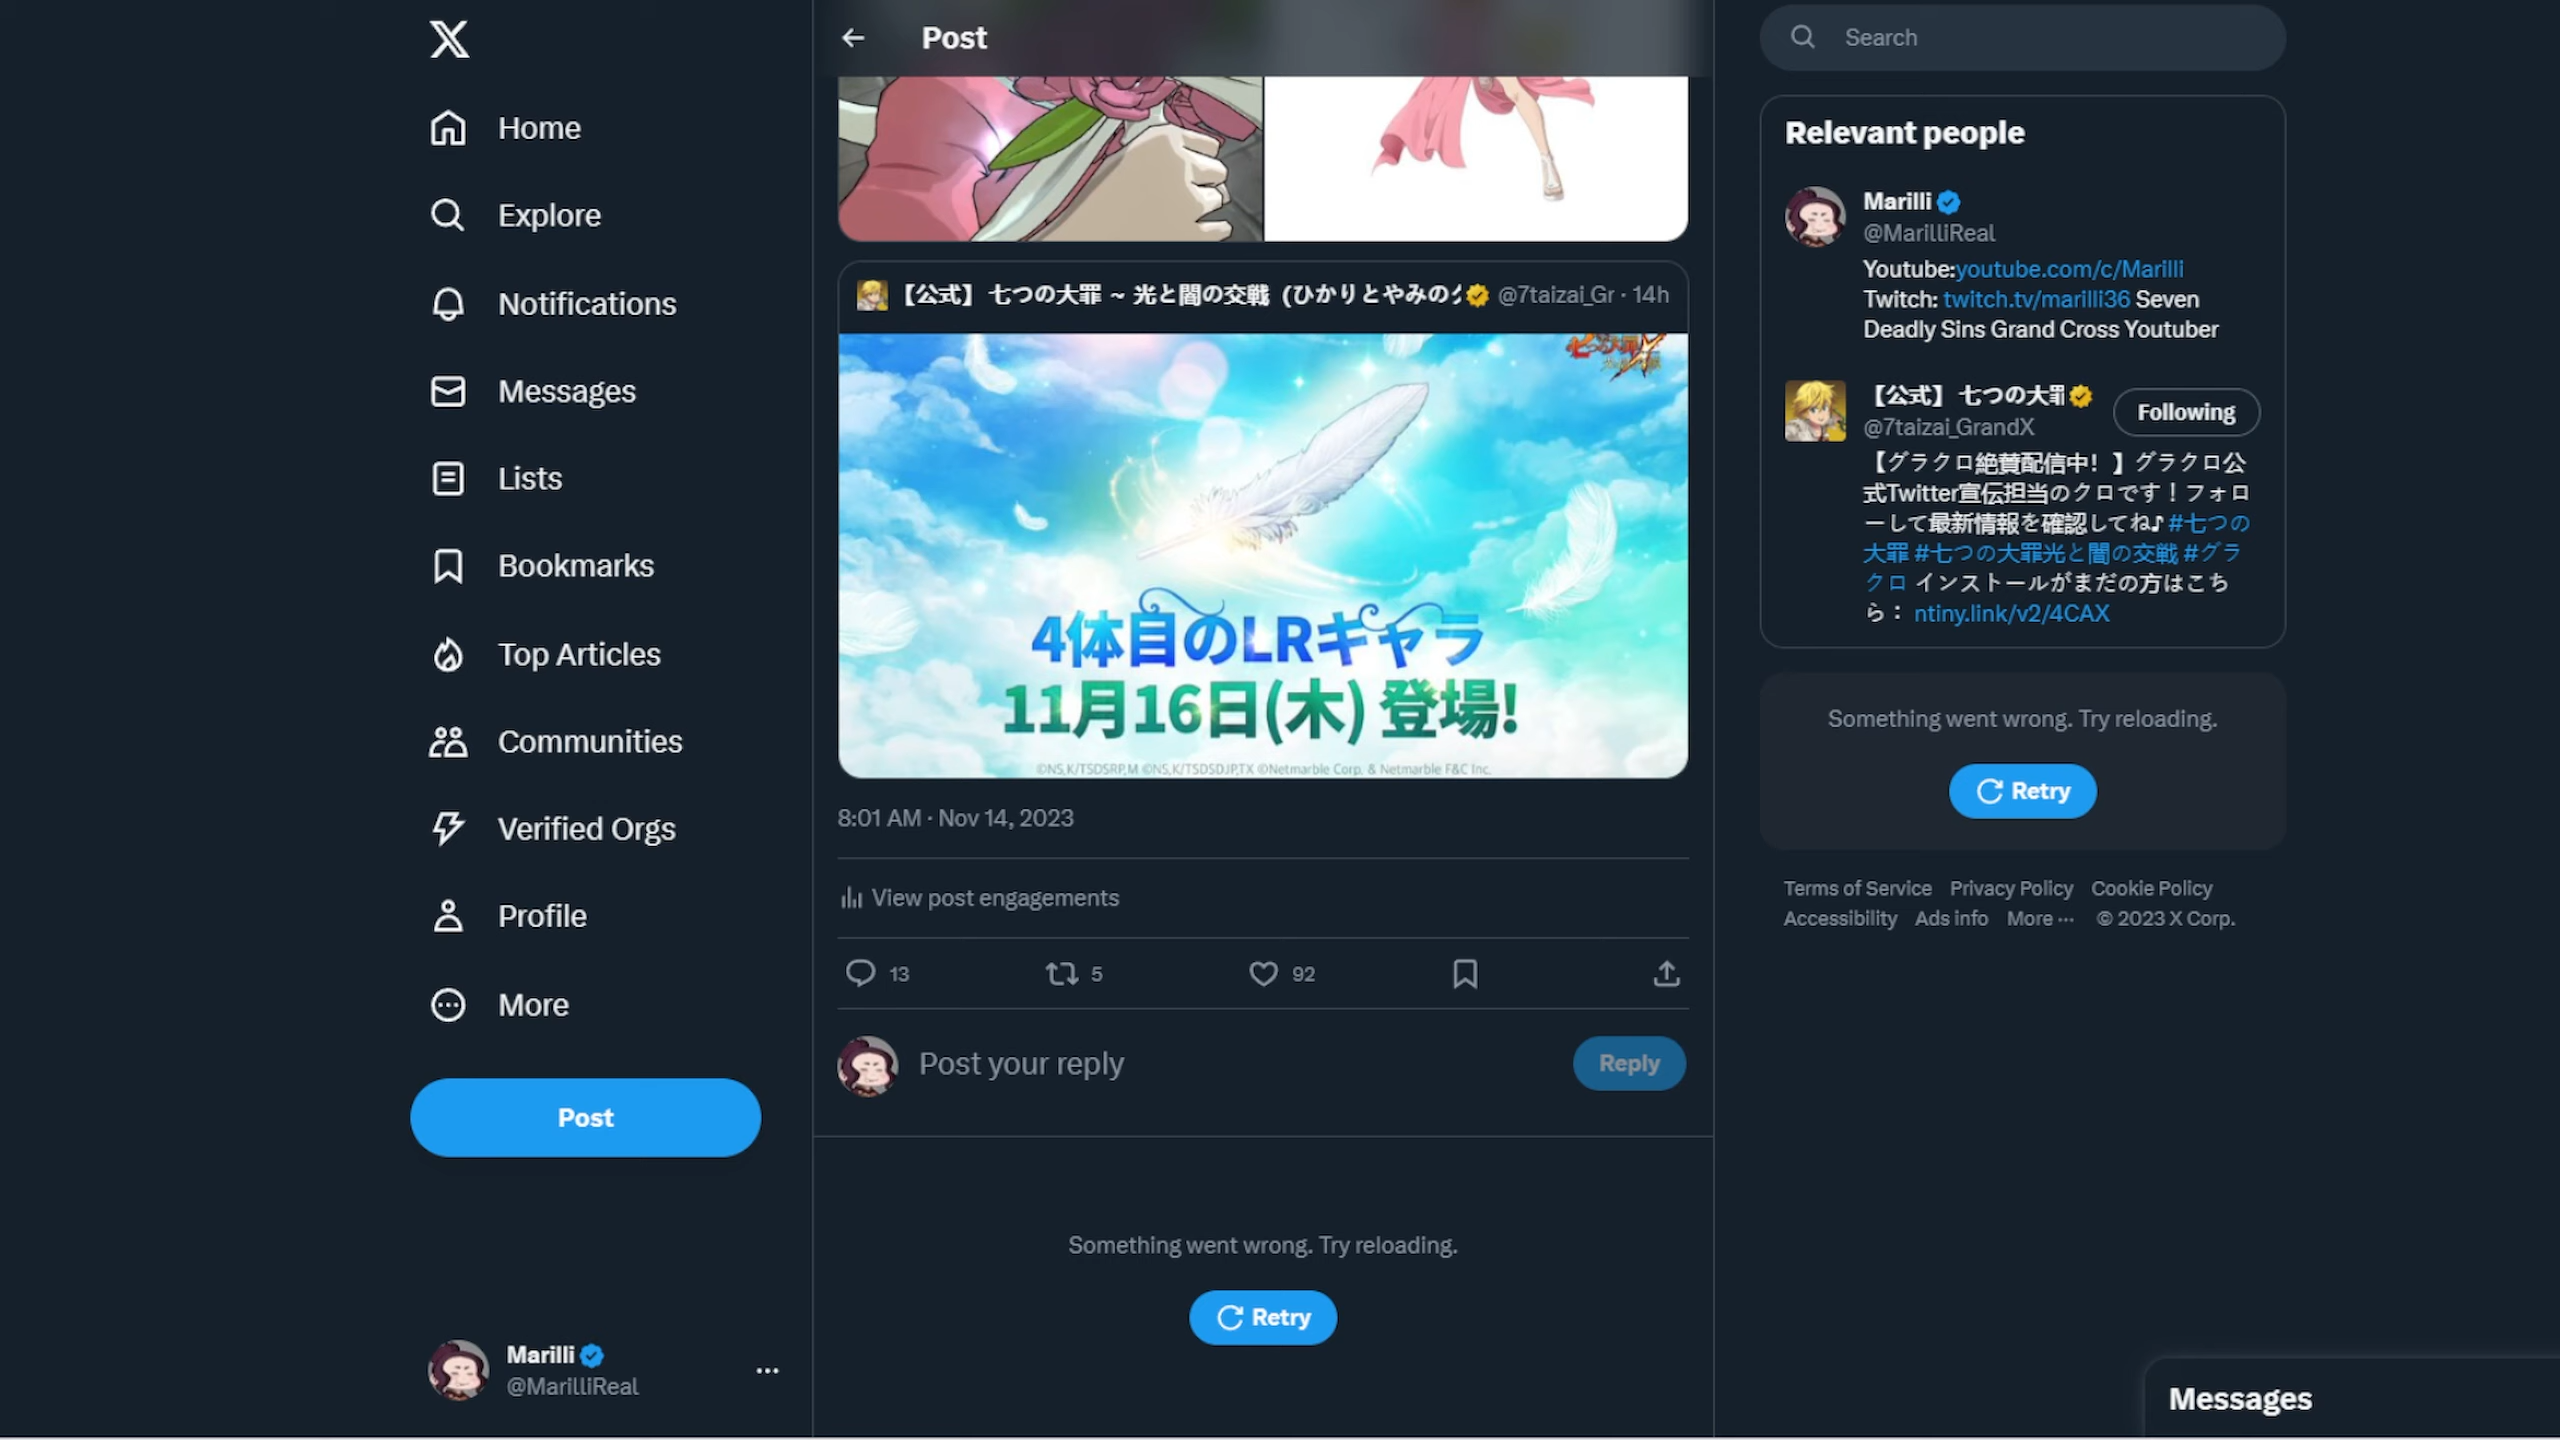 Home
Explore
Notifications
Messages
Lists
Bookmarks
Top Articles
Communities
Verified Orgs
Profile
More
Post
Marilli
@MarilliReal
Post
【公式】 七つの大罪 ~ 光と闇の交戦（ひかりとやみの @7taizai_Gr · 14h
4体目のLRキャラ
11月16日(木) 登場!
©NS,K/TSDSRP,M ©NS,K/TSDSDJP,TX ©Netmarble Corp. & Netmarble F&C Inc.
8:01 AM · Nov 14, 2023
View post engagements
13 5 92
Post your reply
Reply
Something went wrong. Try reloading.
Retry
Search
Relevant people
Marilli
@MarilliReal
Youtube:youtube.com/c/Marilli
Twitch: twitch.tv/marilli36 Seven
Deadly Sins Grand Cross Youtuber
【公式】 七つの大罪
@7taizai_GrandX
Following
【グラクロ絶賛配信中！】グラクロ公
式Twitter宣伝担当のクロです！フォロ
ーして最新情報を確認してね♪ #七つの
大罪 #七つの大罪光と闇の交戦 #グラ
クロ インストールがまだの方はこち
ら： ntiny.link/v2/4CAX
Something went wrong. Try reloading.
Retry
Terms of Service Privacy Policy Cookie Policy
Accessibility Ads info More ··· © 2023 X Corp.
Messages